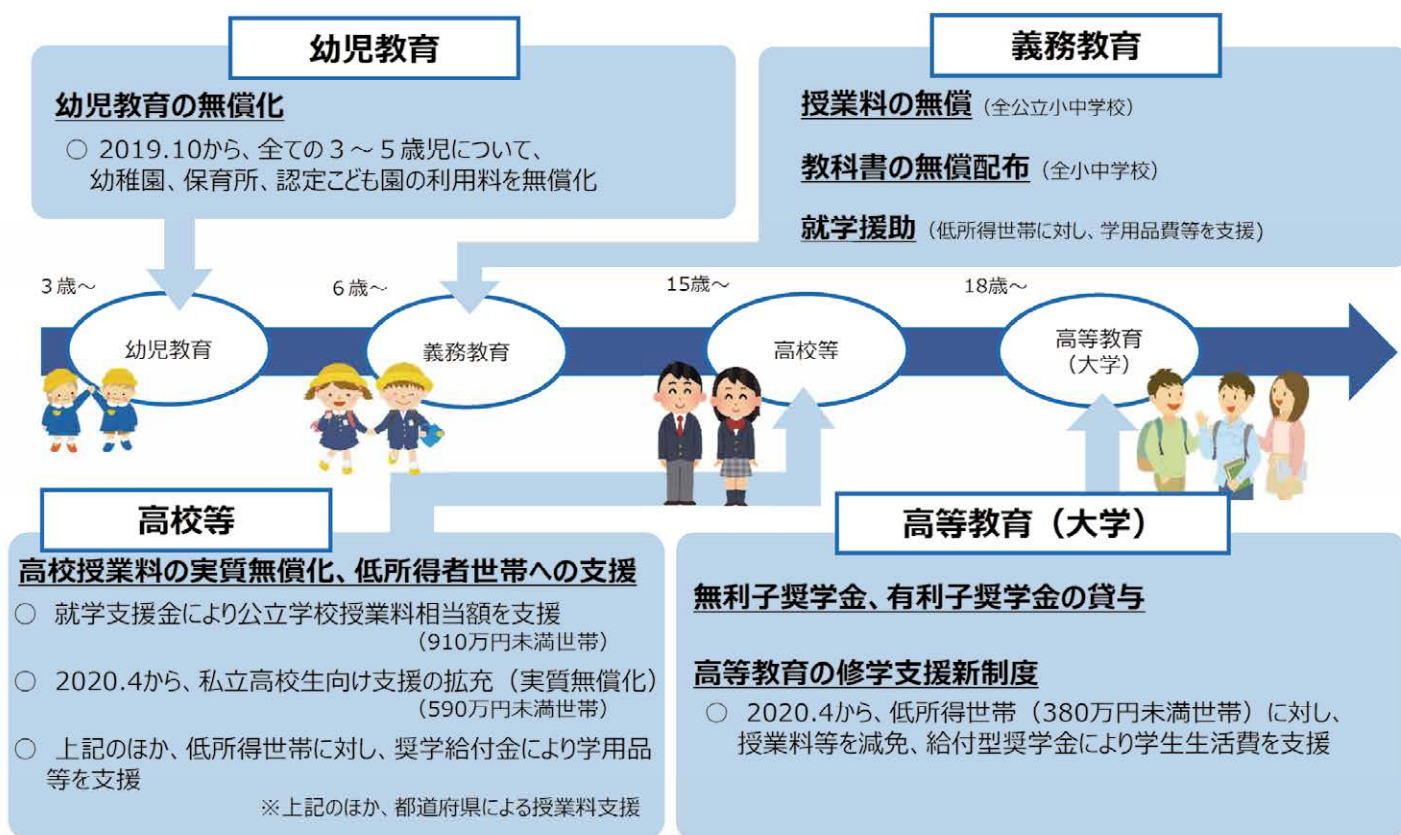 幼児教育
幼児教育の無償化
○ 2019.10から、全ての３～５歳児について、
幼稚園、保育所、認定こども園の利用料を無償化
義務教育
授業料の無償（全公立小中学校）
教科書の無償配布（全小中学校）
就学援助（低所得世帯に対し、学用品費等を支援)
３歳～
６歳～
15歳～
18歳～
幼児教育
義務教育
高校等
高等教育
（大学）
高校等
高校授業料の実質無償化、低所得者世帯への支援
○ 就学支援金により公立学校授業料相当額を支援
（910万円未満世帯）
○ 2020.4から、私立高校生向け支援の拡充（実質無償化）
（590万円未満世帯）
○ 上記のほか、低所得世帯に対し、奨学給付金により学用品
等を支援
※上記のほか、都道府県による授業料支援
高等教育（大学）
無利子奨学金、有利子奨学金の貸与
高等教育の修学支援新制度
○ 2020.4から、低所得世帯（380万円未満世帯）に対し、
授業料等を減免、給付型奨学金により学生生活費を支援